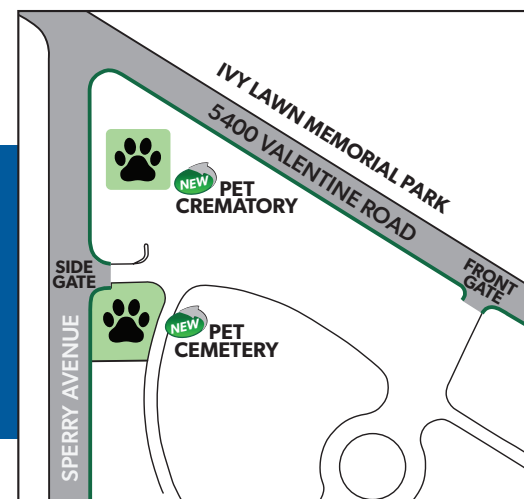 IVY LAWN MEMORIAL PARK
5400 VALENTINE ROAD
NEW
PET
CREMATORY
FRONT
GATE
SIDE
GATE
NEW
PET
CEMETERY
SPERRY AVENUE